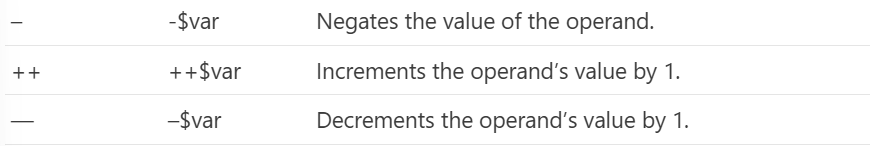 – -$var Negates the value of the operand.
++ ++$var Increments the operand’s value by 1.
— –$var Decrements the operand’s value by 1.